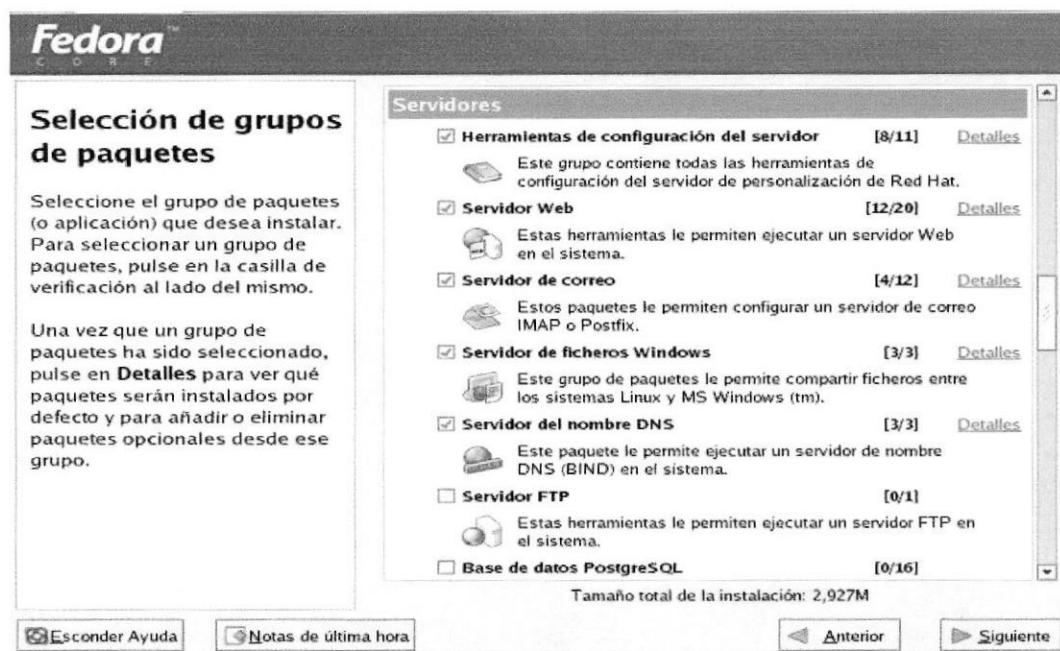 Fedora™
CORE
Selección de grupos
de paquetes
Seleccione el grupo de paquetes
(o aplicación) que desea instalar.
Para seleccionar un grupo de
paquetes, pulse en la casilla de
verificación al lado del mismo.
Una vez que un grupo de
paquetes ha sido seleccionado,
pulse en Detalles para ver qué
paquetes serán instalados por
defecto y para añadir o eliminar
paquetes opcionales desde ese
grupo.
Servidores
Herramientas de configuración del servidor [8/11] Detalles
Este grupo contiene todas las herramientas de
configuración del servidor de personalización de Red Hat.
Servidor Web [12/20] Detalles
Estas herramientas le permiten ejecutar un servidor Web
en el sistema.
Servidor de correo [4/12] Detalles
Estos paquetes le permiten configurar un servidor de correo
IMAP o Postfix.
Servidor de ficheros Windows [3/3] Detalles
Este grupo de paquetes le permite compartir ficheros entre
los sistemas Linux y MS Windows (tm).
Servidor del nombre DNS [3/3] Detalles
Este paquete le permite ejecutar un servidor de nombre
DNS (BIND) en el sistema.
Servidor FTP [0/1]
Estas herramientas le permiten ejecutar un servidor FTP en
el sistema.
Base de datos PostgreSQL [0/16]
Tamaño total de la instalación: 2,927M
Esconder Ayuda Notas de última hora Anterior Siguiente